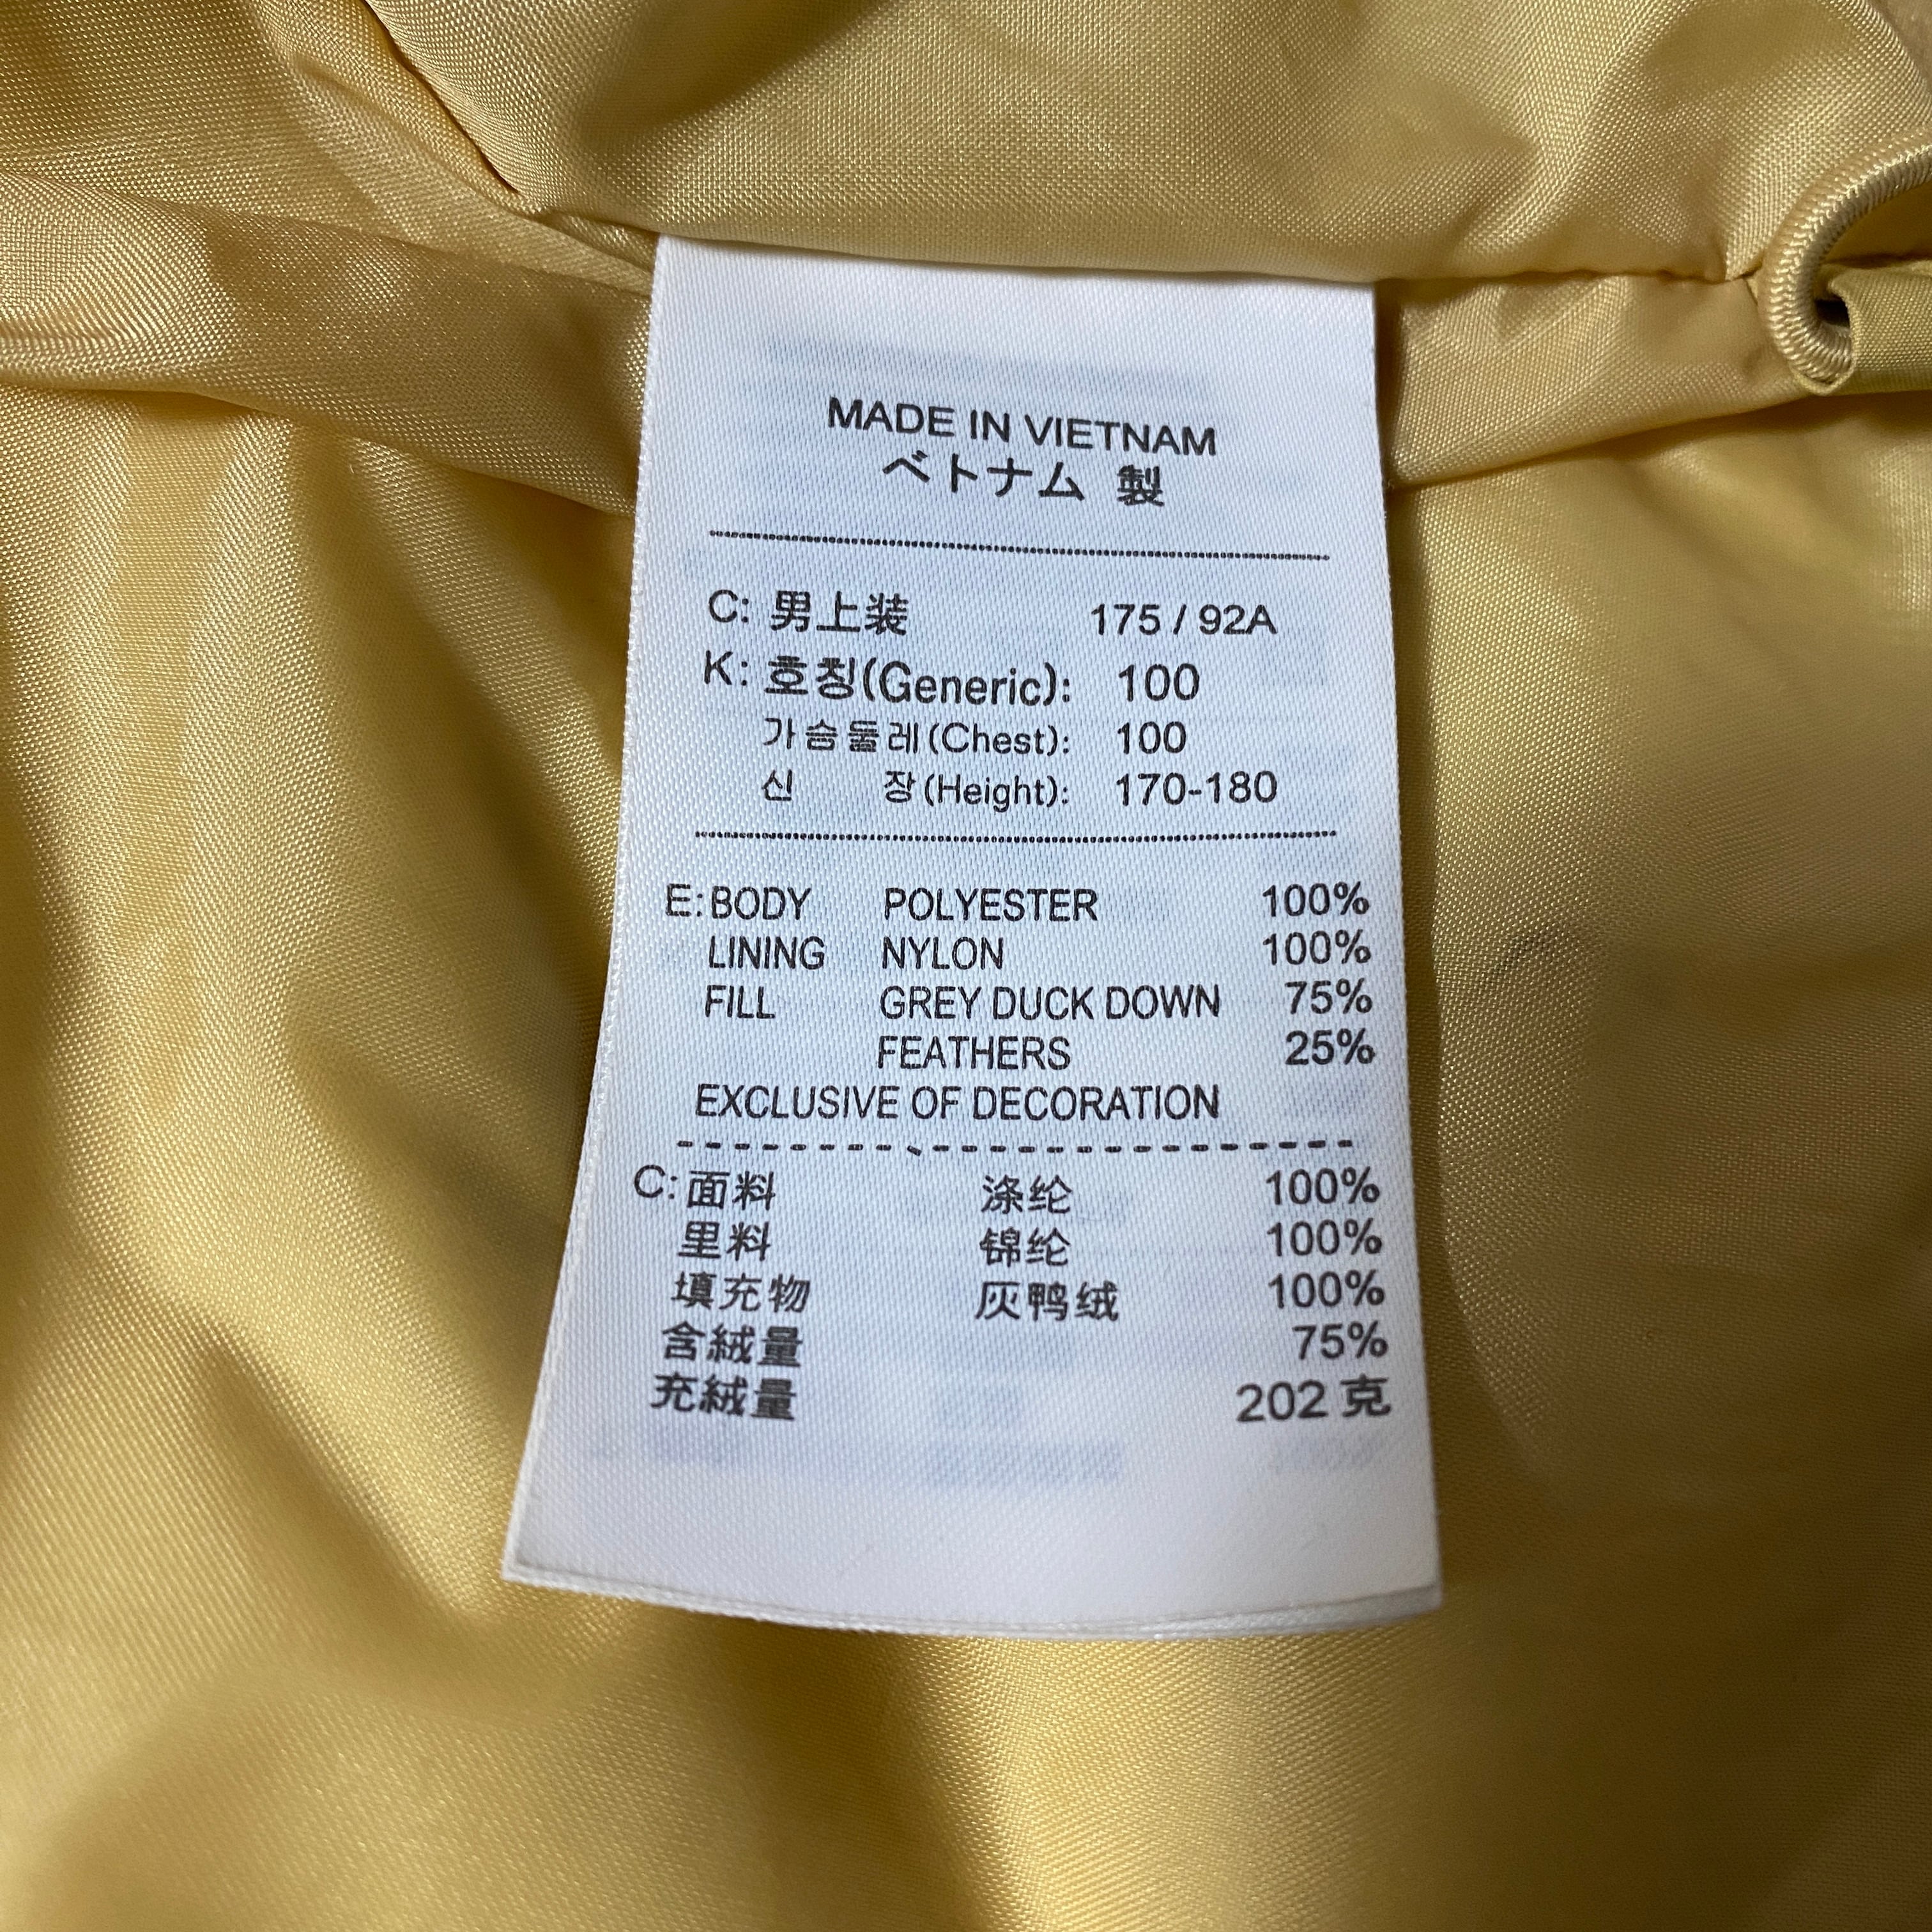 MADE IN VIETNAM
ベトナム 製
C: 男上装 175 / 92A
K: 호칭(Generic): 100
가슴둘레(Chest): 100
신 장(Height): 170-180
E: BODY POLYESTER 100%
LINING NYLON 100%
FILL GREY DUCK DOWN 75%
FEATHERS 25%
EXCLUSIVE OF DECORATION
C: 面料 涤纶 100%
里料 锦纶 100%
填充物 灰鸭绒 100%
含絨量 75%
充絨量 202 克